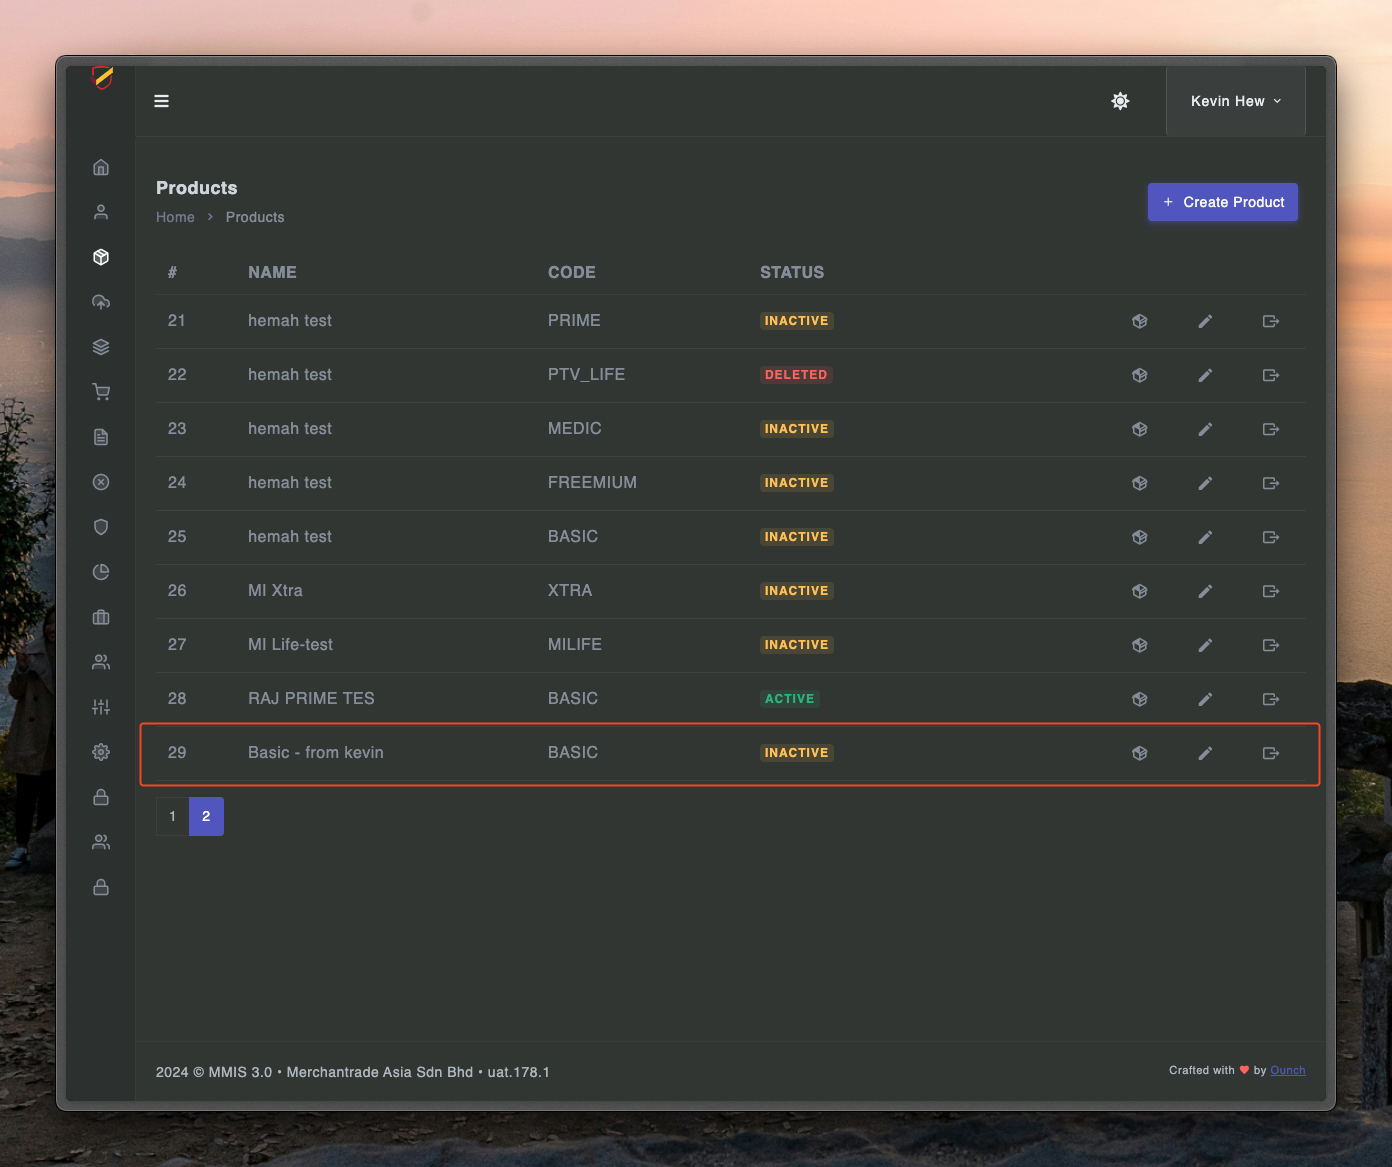 Kevin Hew
Products
Home > Products
+ Create Product
# NAME CODE STATUS
21 hemah test PRIME INACTIVE
22 hemah test PTV_LIFE DELETED
23 hemah test MEDIC INACTIVE
24 hemah test FREEMIUM INACTIVE
25 hemah test BASIC INACTIVE
26 MI Xtra XTRA INACTIVE
27 MI Life-test MILIFE INACTIVE
28 RAJ PRIME TES BASIC ACTIVE
29 Basic - from kevin BASIC INACTIVE
1 2
2024 © MMIS 3.0 • Merchantrade Asia Sdn Bhd • uat.178.1
Crafted with ♥ by Ounch